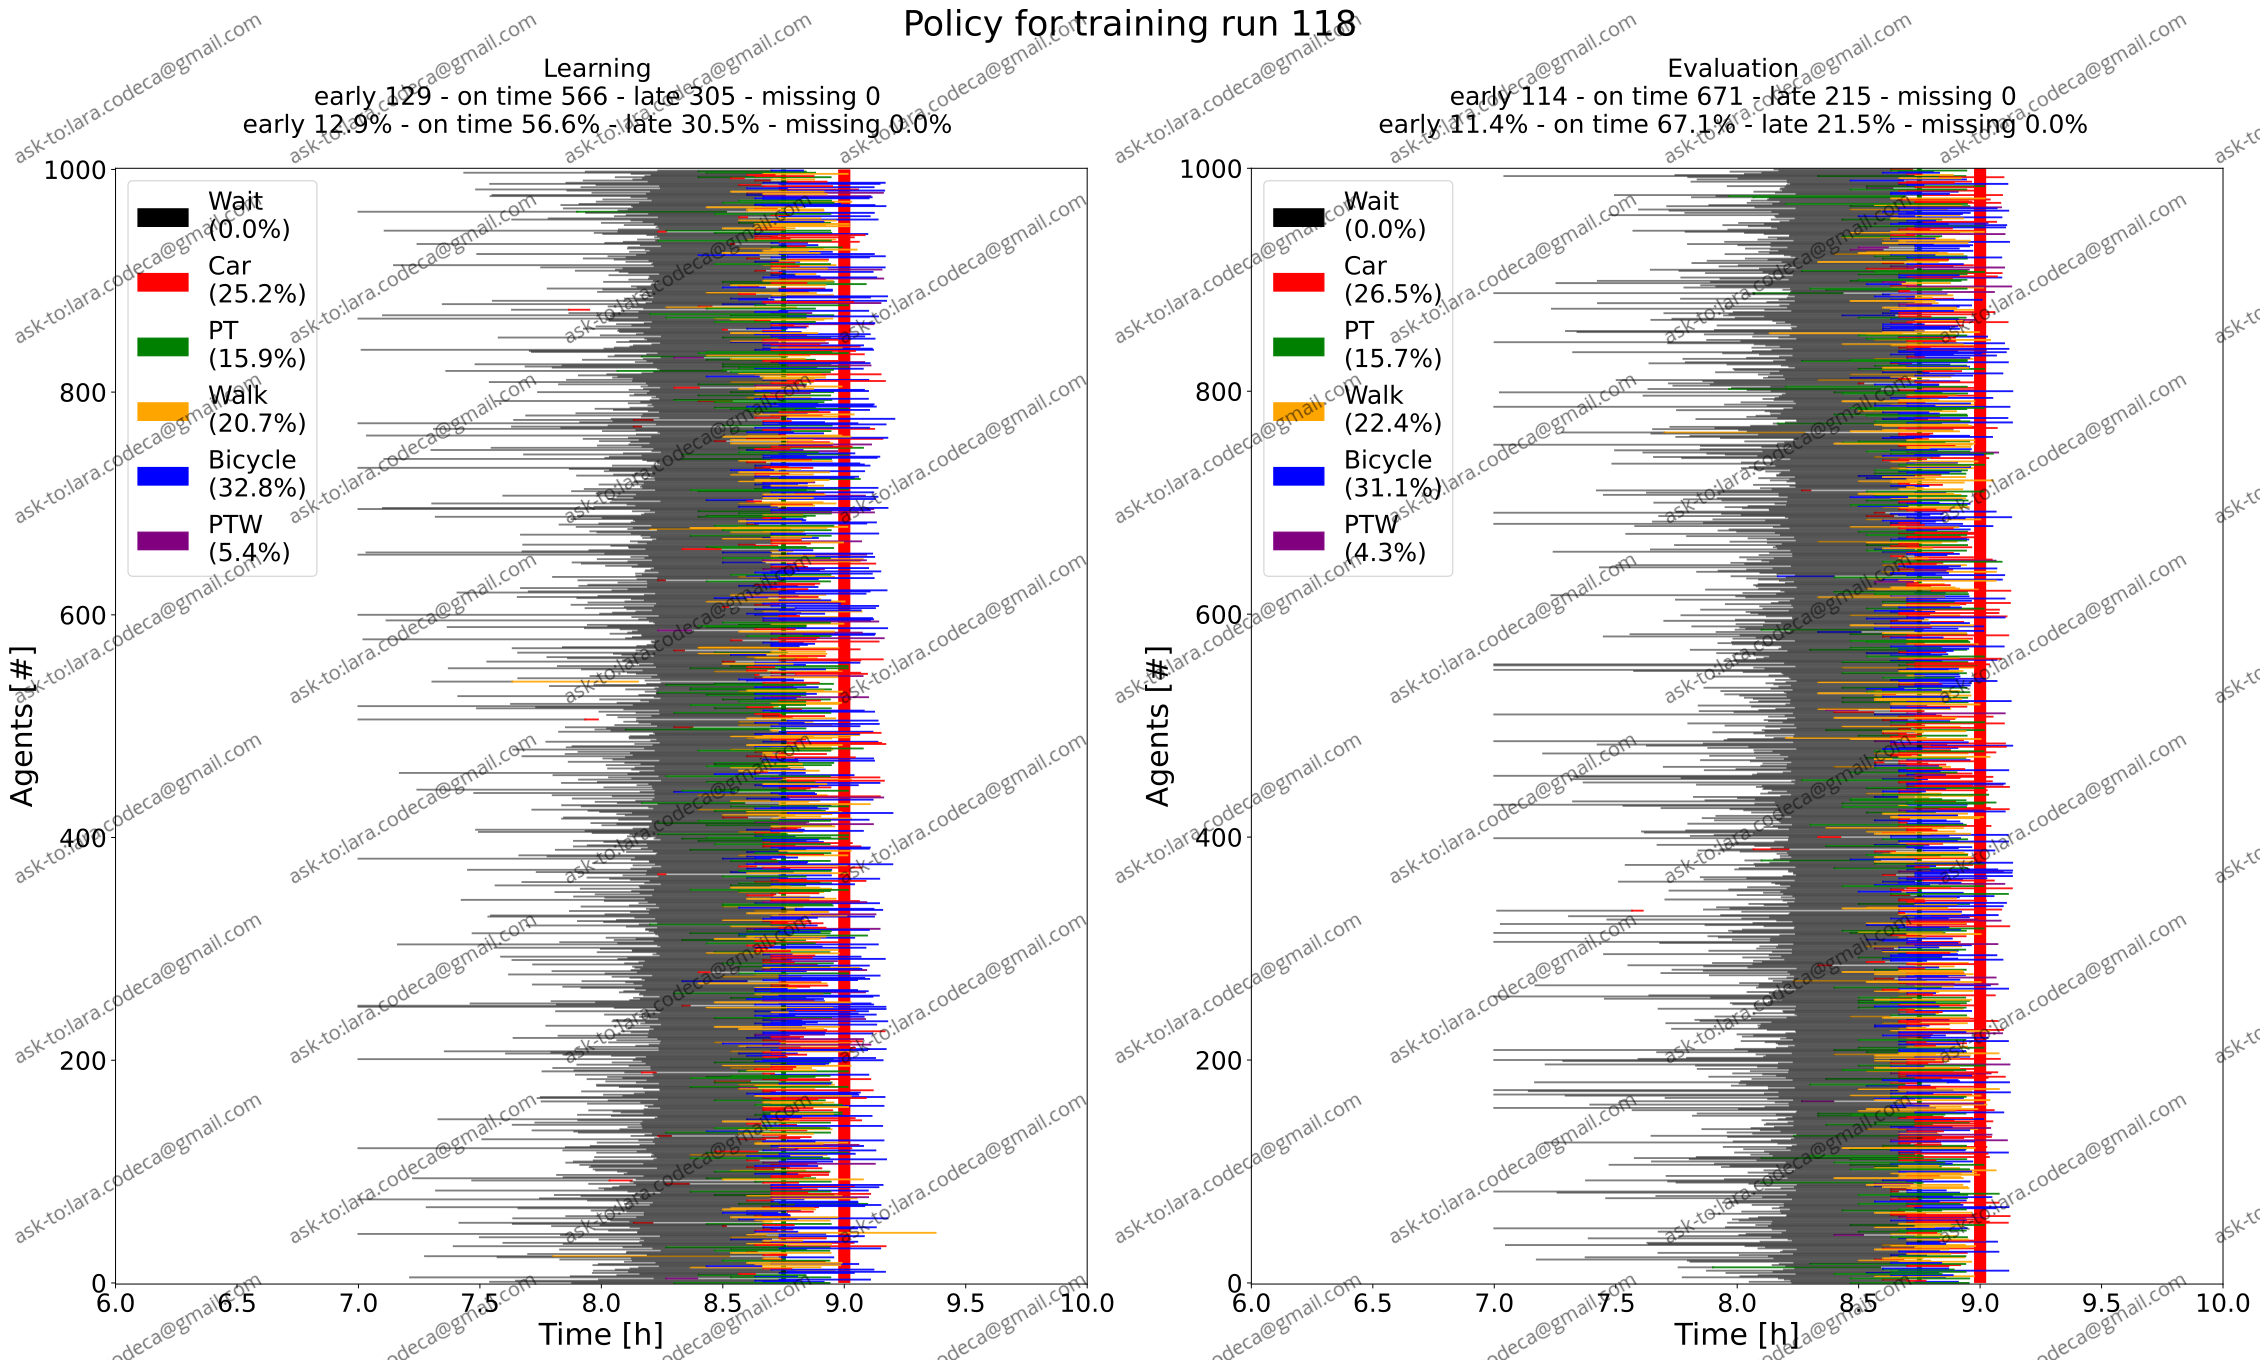 Policy for training run 118
Learning
early 129 - on time 566 - late 305 - missing 0
early 12.9% - on time 56.6% - late 30.5% - missing 0.0%
1000
800
600
400
200
0
Agents [#]
Wait
(0.0%)
Car
(25.2%)
PT
(15.9%)
Walk
(20.7%)
Bicycle
(32.8%)
PTW
(5.4%)
6.0 6.5 7.0 7.5 8.0 8.5 9.0 9.5 10.0
Time [h]
Evaluation
early 114 - on time 671 - late 215 - missing 0
early 11.4% - on time 67.1% - late 21.5% - missing 0.0%
1000
800
600
400
200
0
Agents [#]
Wait
(0.0%)
Car
(26.5%)
PT
(15.7%)
Walk
(22.4%)
Bicycle
(31.1%)
PTW
(4.3%)
6.0 6.5 7.0 7.5 8.0 8.5 9.0 9.5 10.0
Time [h]
ask-to:lara.codeca@gmail.com